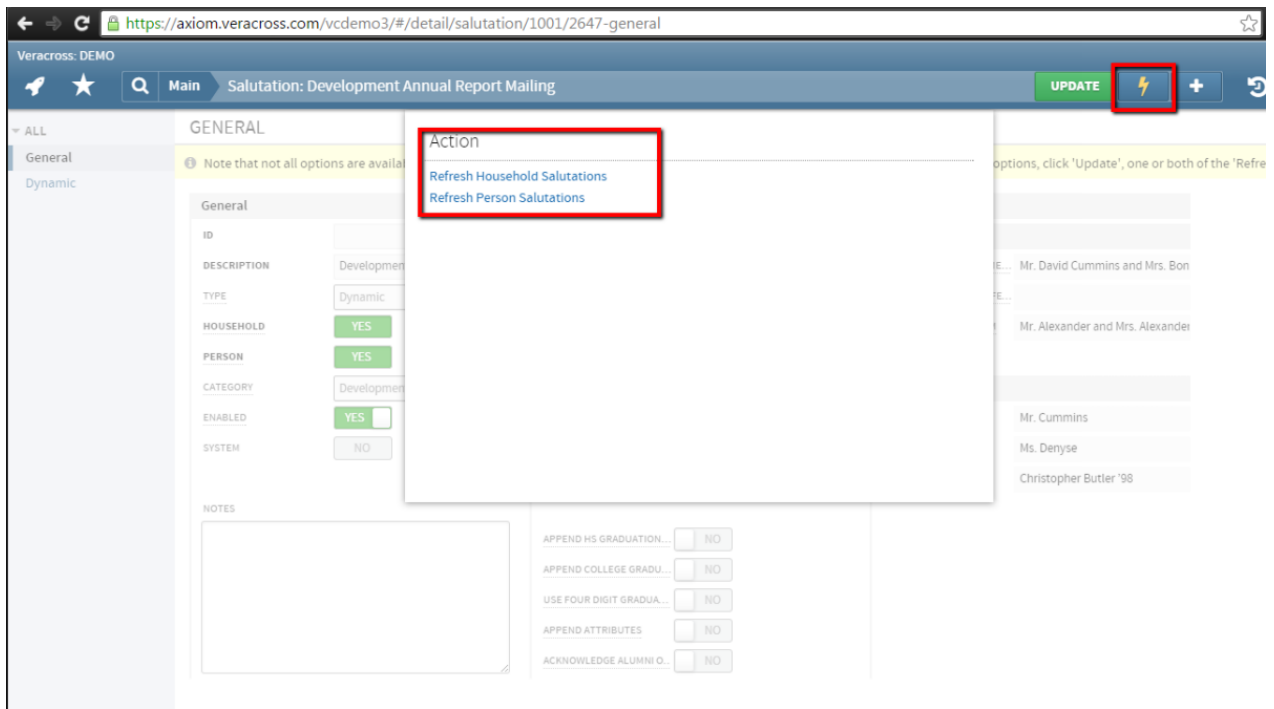 https://axiom.veracross.com/vcdemo3/#/detail/salutation/1001/2647-general
Veracross: DEMO
Main Salutation: Development Annual Report Mailing UPDATE
ALL
General
Dynamic
GENERAL
Note that not all options are availa
options, click 'Update', one or both of the 'Refre
Action
Refresh Household Salutations
Refresh Person Salutations
General
ID
DESCRIPTION Developmen
TYPE Dynamic
HOUSEHOLD YES
PERSON YES
CATEGORY Developmen
ENABLED YES
SYSTEM NO
NOTES
APPEND HS GRADUATION... NO
APPEND COLLEGE GRADU... NO
USE FOUR DIGIT GRADUA... NO
APPEND ATTRIBUTES NO
ACKNOWLEDGE ALUMNI O... NO
Mr. David Cummins and Mrs. Bon
Mr. Alexander and Mrs. Alexander
Mr. Cummins
Ms. Denyse
Christopher Butler '98